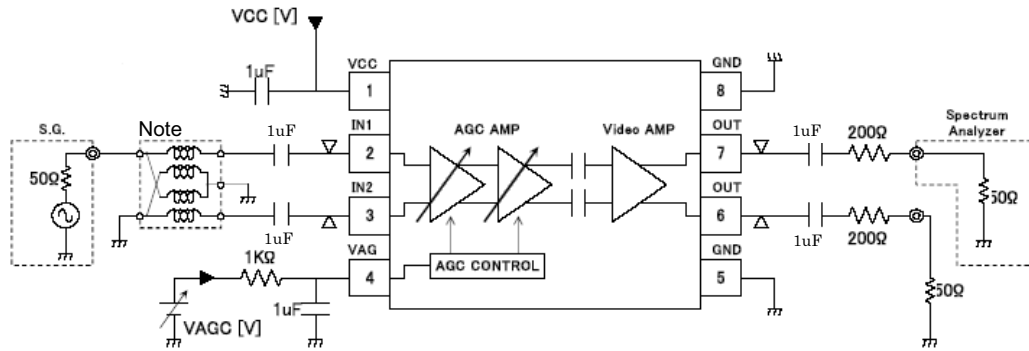 VCC [V]
1uF
VCC
1
GND
8
S.G.
Note
1uF
IN1
2
AGC AMP
Video AMP
OUT
7
1uF
200Ω
Spectrum
Analyzer
50Ω
50Ω
IN2
3
1uF
OUT
6
1uF
200Ω
1KΩ
VAG
4
AGC CONTROL
GND
5
50Ω
1uF
VAGC [V]